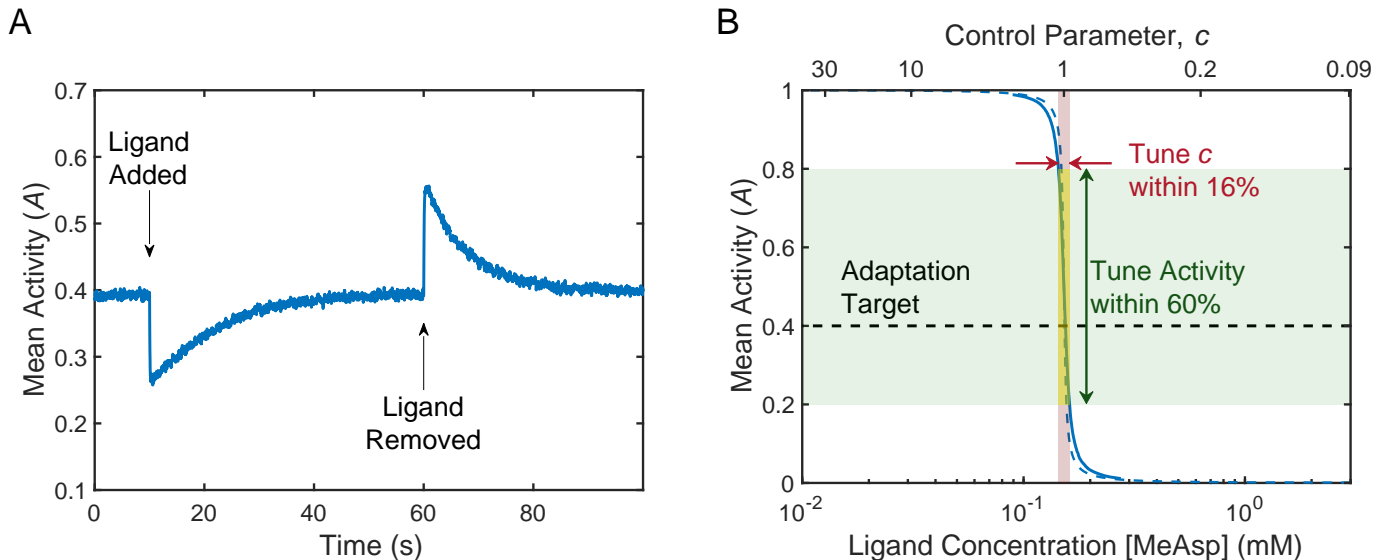 A
0.7
0.6
0.5
0.4
0.3
0.2
0.1
Mean Activity (A)
Ligand
Added
Ligand
Removed
0
20
40
60
80
Time (s)
B
Control Parameter, c
30
10
1
0.2
0.09
1
0.8
0.6
0.4
0.2
0
Mean Activity (A)
Tune c
within 16%
Adaptation
Target
Tune Activity
within 60%
10⁻²
10⁻¹
10⁰
Ligand Concentration [MeAsp] (mM)